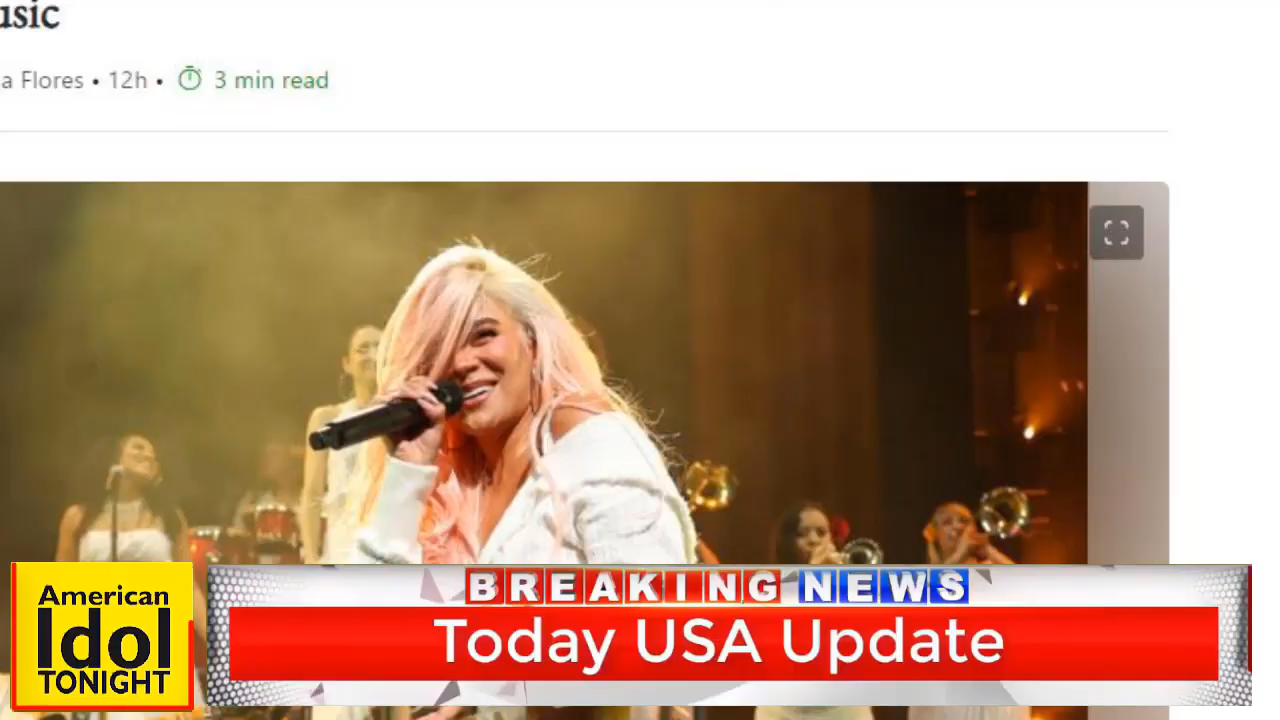 usic
a Flores • 12h • 3 min read
BREAKING NEWS
Today USA Update
American
Idol
TONIGHT